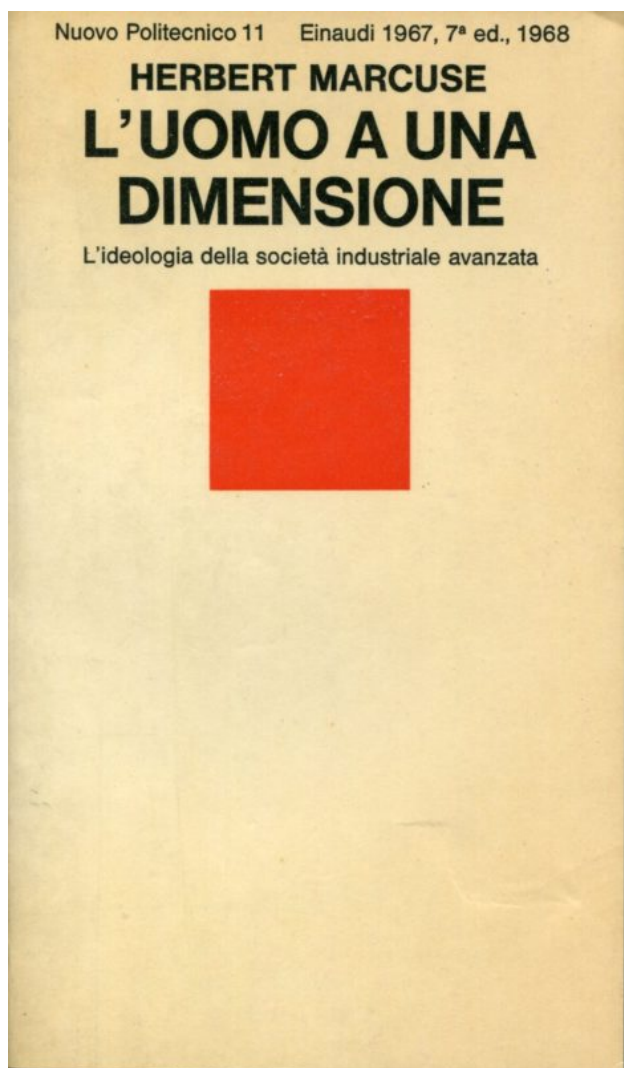 Nuovo Politecnico 11 Einaudi 1967, 7ª ed., 1968
HERBERT MARCUSE
L'UOMO A UNA
DIMENSIONE
L'ideologia della società industriale avanzata